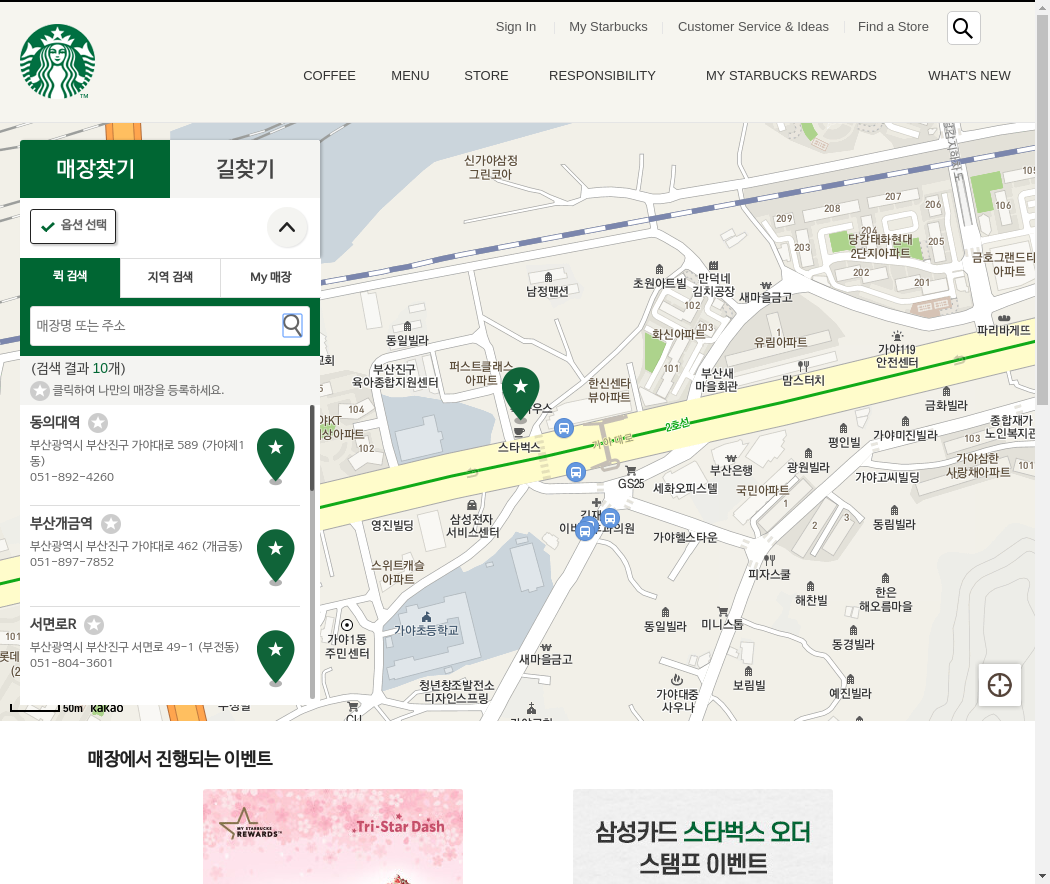 Sign In
My Starbucks
Customer Service & Ideas
Find a Store
COFFEE
MENU
STORE
RESPONSIBILITY
MY STARBUCKS REWARDS
WHAT'S NEW
TM
매장찾기
길찾기
옵션 선택
퀵 검색
지역 검색
My 매장
매장명 또는 주소
(검색 결과 10개)
클릭하여 나만의 매장을 등록하세요.
동의대역
부산광역시 부산진구 가야대로 589 (가야제1
동)
051-892-4260
부산개금역
부산광역시 부산진구 가야대로 462 (개금동)
051-897-7852
서면로R
부산광역시 부산진구 서면로 49-1 (부전동)
051-804-3601
신가야삼정
그린코아
209
208
207
206
106
203
당감태화현대
2단지아파트
205
202
201
금호그랜드티
아파트
남정맨션
초원아트빌
만덕네
김치공장
새마을금고
102
103
화신아파트
101
유림아파트
가야119
안전센터
파리바게뜨
동일빌라
부산진구
육아종합지원센터
퍼스트클래스
아파트
한신센타
뷰아파트
부산새
마을회관
맘스터치
금화빌라
스타벅스
가야대로
2호선
평인빌
가야미진빌라
종합재가
노인복지관
광원빌라
103
102
101
가야삼한
사랑채아파트
가야고씨빌딩
부산은행
국민아파트
GS25
세화오피스텔
영진빌딩
삼성전자
서비스센터
가야헬스타운
1
2
동림빌라
스위트캐슬
아파트
피자스쿨
해찬빌
한은
해오름마을
가야1동
주민센터
가야초등학교
동일빌라
미니스톱
동경빌라
새마을금고
청년창조발전소
디자인스프링
가야대중
사우나
보림빌
예진빌라
CU
50m
kakao
매장에서 진행되는 이벤트
MY STARBUCKS
REWARDS™
Tri-Star Dash
삼성카드 스타벅스 오더
스탬프 이벤트